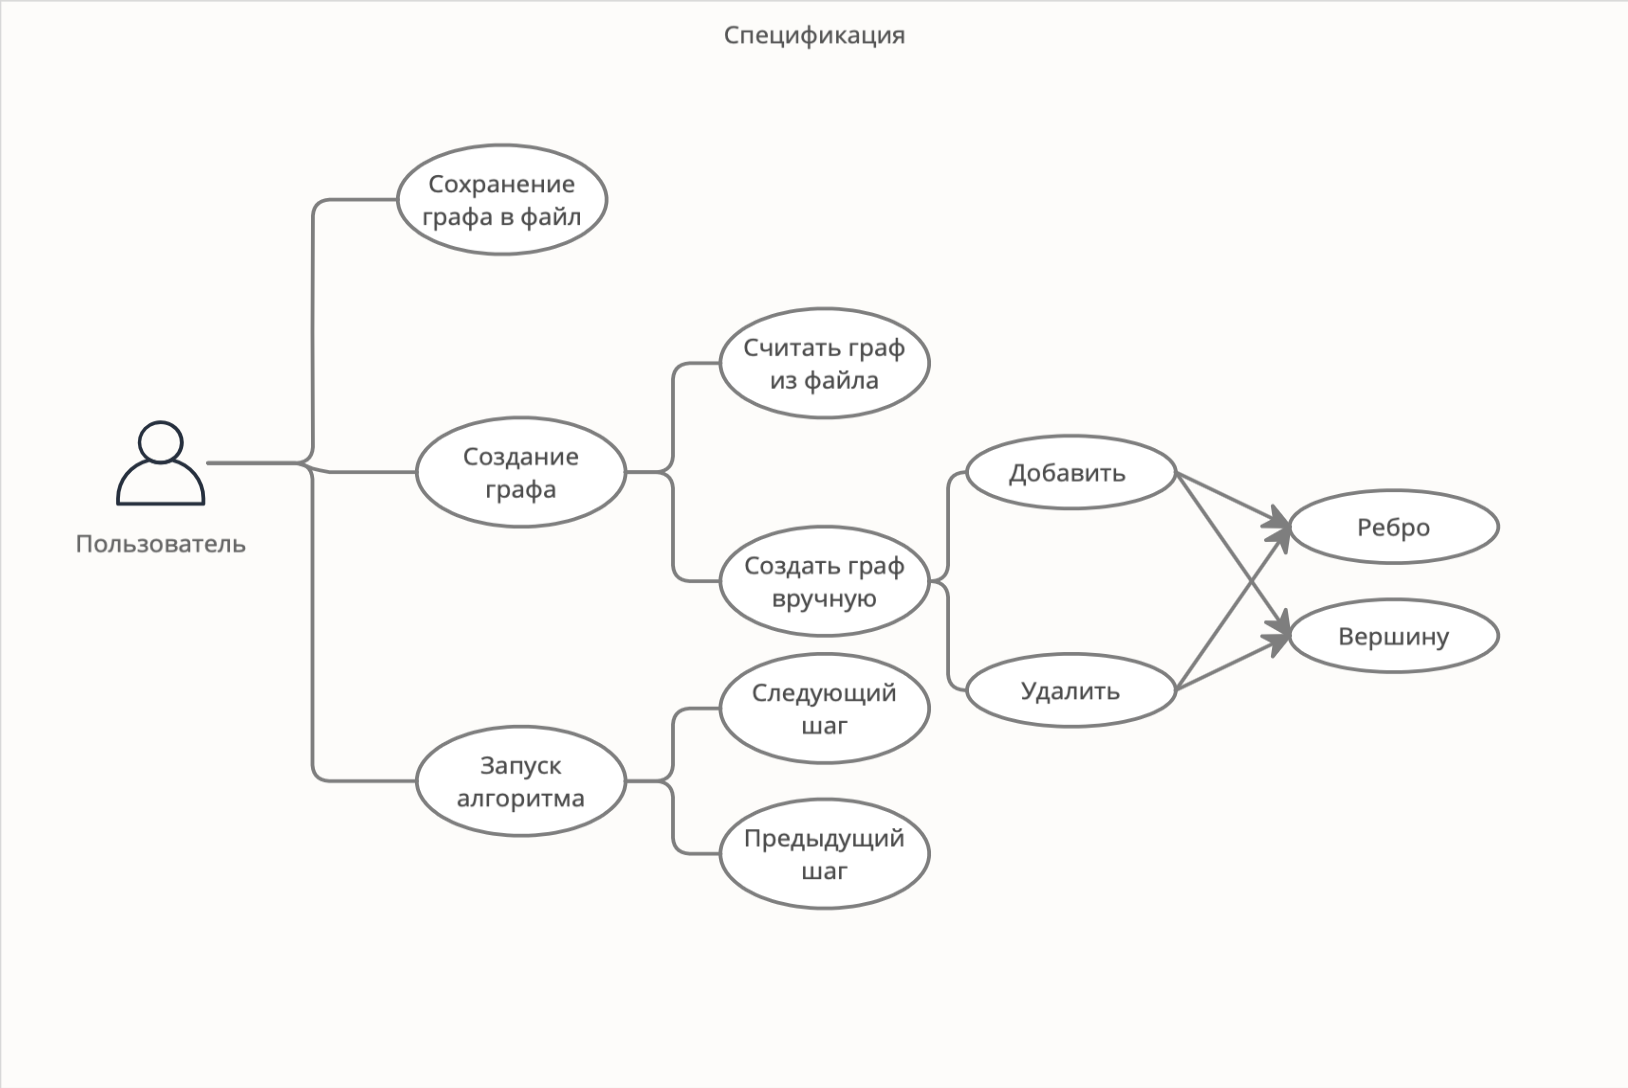 Спецификация
Сохранение
графа в файл
Считать граф
из файла
Создание
графа
Добавить
Ребро
Пользователь
Создать граф
вручную
Вершину
Удалить
Следующий
шаг
Запуск
алгоритма
Предыдущий
шаг